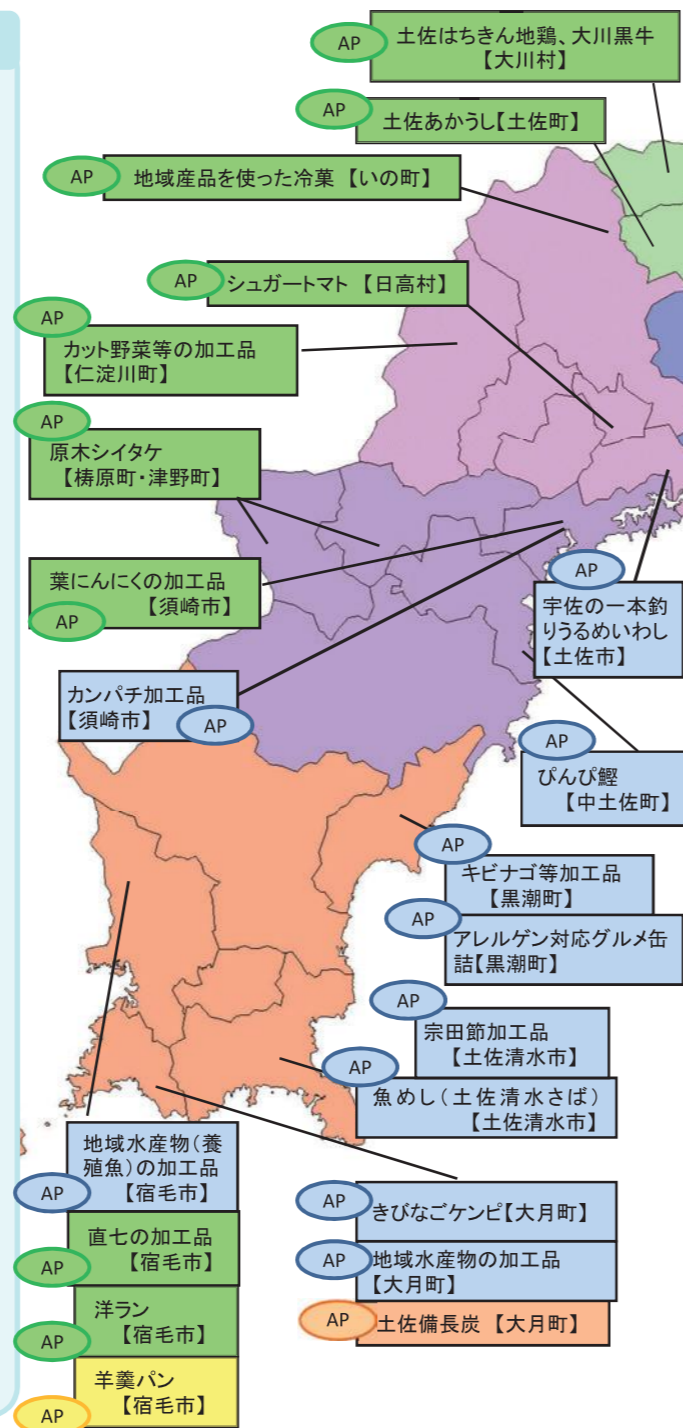 AP
土佐はちきん地鶏、大川黒牛
【大川村】
AP
土佐あかうし【土佐町】
AP
地域産品を使った冷菓 【いの町】
AP
シュガートマト 【日高村】
AP
カット野菜等の加工品
【仁淀川町】
AP
原木シイタケ
【梼原町・津野町】
葉にんにくの加工品
【須崎市】
AP
AP
宇佐の一本釣
りうるめいわし
【土佐市】
カンパチ加工品
【須崎市】
AP
AP
ぴんぴ鰹
【中土佐町】
AP
キビナゴ等加工品
【黒潮町】
AP
アレルゲン対応グルメ缶
詰【黒潮町】
AP
宗田節加工品
【土佐清水市】
AP
魚めし（土佐清水さば）
【土佐清水市】
地域水産物（養
殖魚）の加工品
【宿毛市】
AP
直七の加工品
【宿毛市】
AP
洋ラン
【宿毛市】
AP
羊羹パン
【宿毛市】
AP
AP
きびなごケンピ【大月町】
AP
地域水産物の加工品
【大月町】
AP
土佐備長炭 【大月町】